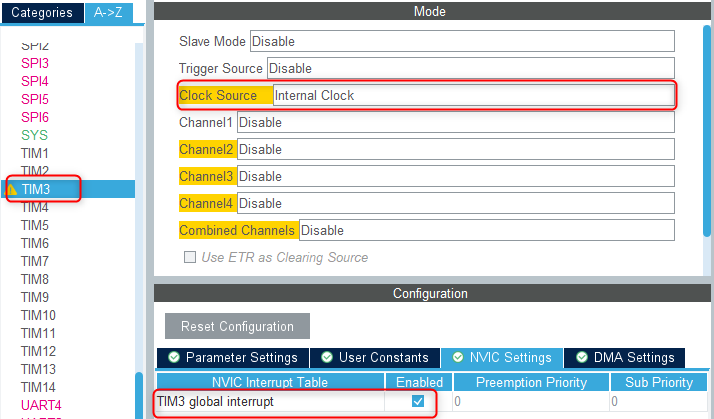 Categories A->Z
SPI2
SPI3
SPI4
SPI5
SPI6
SYS
TIM1
TIM2
TIM3
TIM4
TIM5
TIM6
TIM7
TIM8
TIM9
TIM10
TIM11
TIM12
TIM13
TIM14
UART4
Mode
Slave Mode Disable
Trigger Source Disable
Clock Source Internal Clock
Channel1 Disable
Channel2 Disable
Channel3 Disable
Channel4 Disable
Combined Channels Disable
Use ETR as Clearing Source
Configuration
Reset Configuration
Parameter Settings User Constants NVIC Settings DMA Settings
NVIC Interrupt Table Enabled Preemption Priority Sub Priority
TIM3 global interrupt 0 0